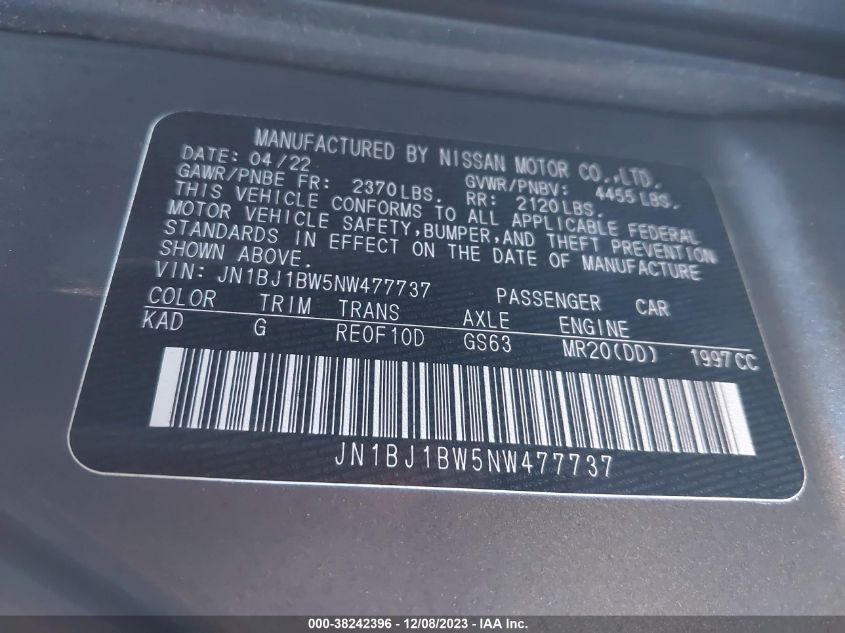 MANUFACTURED BY NISSAN MOTOR CO.,LTD.
DATE: 04/22
GAWR/PNBE FR: 2370LBS. GVWR/PNBV: 4455 LBS.
RR: 2120LBS.
THIS VEHICLE CONFORMS TO ALL APPLICABLE FEDERAL
MOTOR VEHICLE SAFETY,BUMPER,AND THEFT PREVENTION
STANDARDS IN EFFECT ON THE DATE OF MANUFACTURE
SHOWN ABOVE.
VIN: JN1BJ1BW5NW477737 PASSENGER CAR
COLOR TRIM TRANS AXLE ENGINE
KAD G RE0F10D GS63 MR20(DD) 1997CC
JN1BJ1BW5NW477737
000-38242396 - 12/08/2023 - IAA Inc.